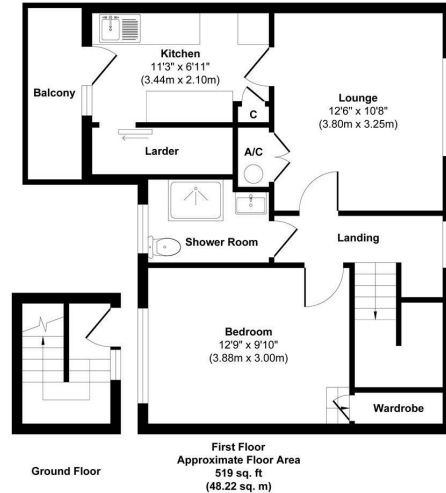 Kitchen
11'3" x 6'11"
(3.44m x 2.10m)
Balcony
Lounge
12'6" x 10'8"
(3.80m x 3.25m)
C
Larder
A/C
Shower Room
Landing
Bedroom
12'9" x 9'10"
(3.88m x 3.00m)
Wardrobe
Ground Floor
First Floor
Approximate Floor Area
519 sq. ft
(48.22 sq. m)